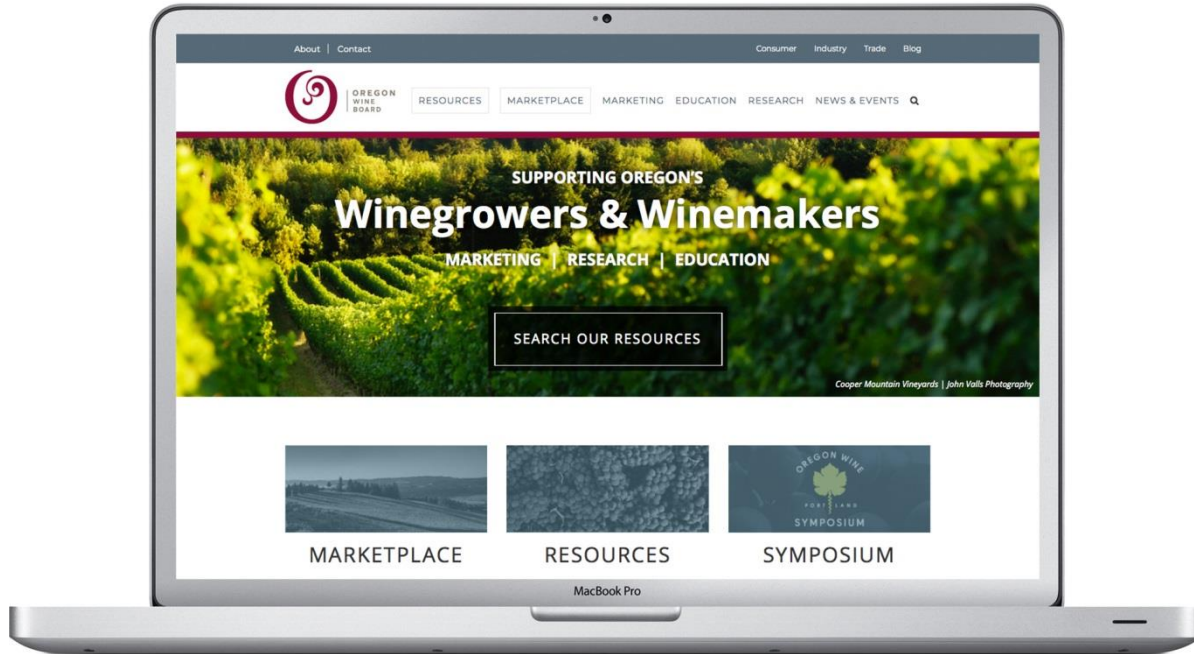 About | Contact
Consumer Industry Trade Blog
OREGON
WINE
BOARD
RESOURCES MARKETPLACE MARKETING EDUCATION RESEARCH NEWS & EVENTS
SUPPORTING OREGON'S
Winegrowers & Winemakers
MARKETING | RESEARCH | EDUCATION
SEARCH OUR RESOURCES
Cooper Mountain Vineyards | John Valls Photography
OREGON WINE
PORTLAND
SYMPOSIUM
MARKETPLACE RESOURCES SYMPOSIUM
MacBook Pro